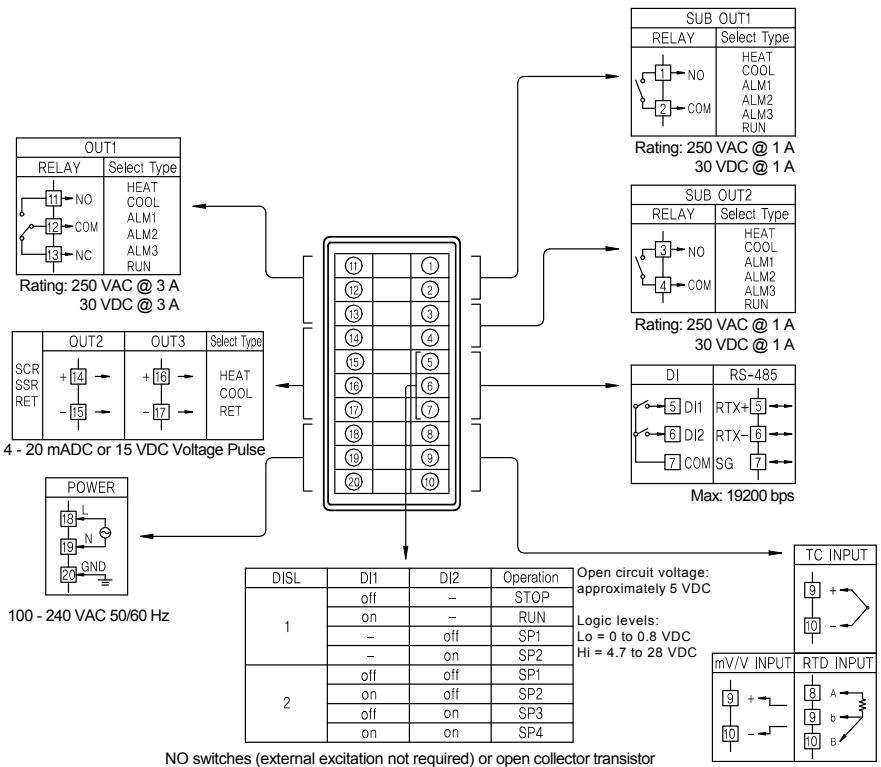 SUB OUT1
RELAY Select Type
1 NO
2 COM
HEAT
COOL
ALM1
ALM2
ALM3
RUN
Rating: 250 VAC @ 1 A
30 VDC @ 1 A
OUT1
RELAY Select Type
11 NO
12 COM
13 NC
HEAT
COOL
ALM1
ALM2
ALM3
RUN
Rating: 250 VAC @ 3 A
30 VDC @ 3 A
SUB OUT2
RELAY Select Type
3 NO
4 COM
HEAT
COOL
ALM1
ALM2
ALM3
RUN
Rating: 250 VAC @ 1 A
30 VDC @ 1 A
11 1
12 2
13 3
14 4
15 5
16 6
17 7
18 8
19 9
20 10
OUT2 OUT3 Select Type
SCR
SSR
RET
+ 14 + 16
- 15 - 17
HEAT
COOL
RET
4 - 20 mADC or 15 VDC Voltage Pulse
DI RS-485
5 DI1 RTX+ 5
6 DI2 RTX- 6
7 COM SG 7
Max: 19200 bps
POWER
18 L
19 N
20 GND
100 - 240 VAC 50/60 Hz
DISL DI1 DI2 Operation
1
off – STOP
on – RUN
– off SP1
– on SP2
2
off off SP1
on off SP2
off on SP3
on on SP4
Open circuit voltage:
approximately 5 VDC
Logic levels:
Lo = 0 to 0.8 VDC
Hi = 4.7 to 28 VDC
TC INPUT
9 +
10 -
mV/V INPUT RTD INPUT
9 +
10 -
8 A
9 b
10 B
NO switches (external excitation not required) or open collector transistor